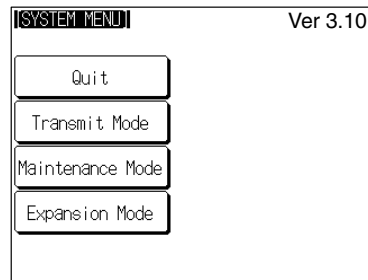 [SYSTEM MENU]
Ver 3.10
Quit
Transmit Mode
Maintenance Mode
Expansion Mode